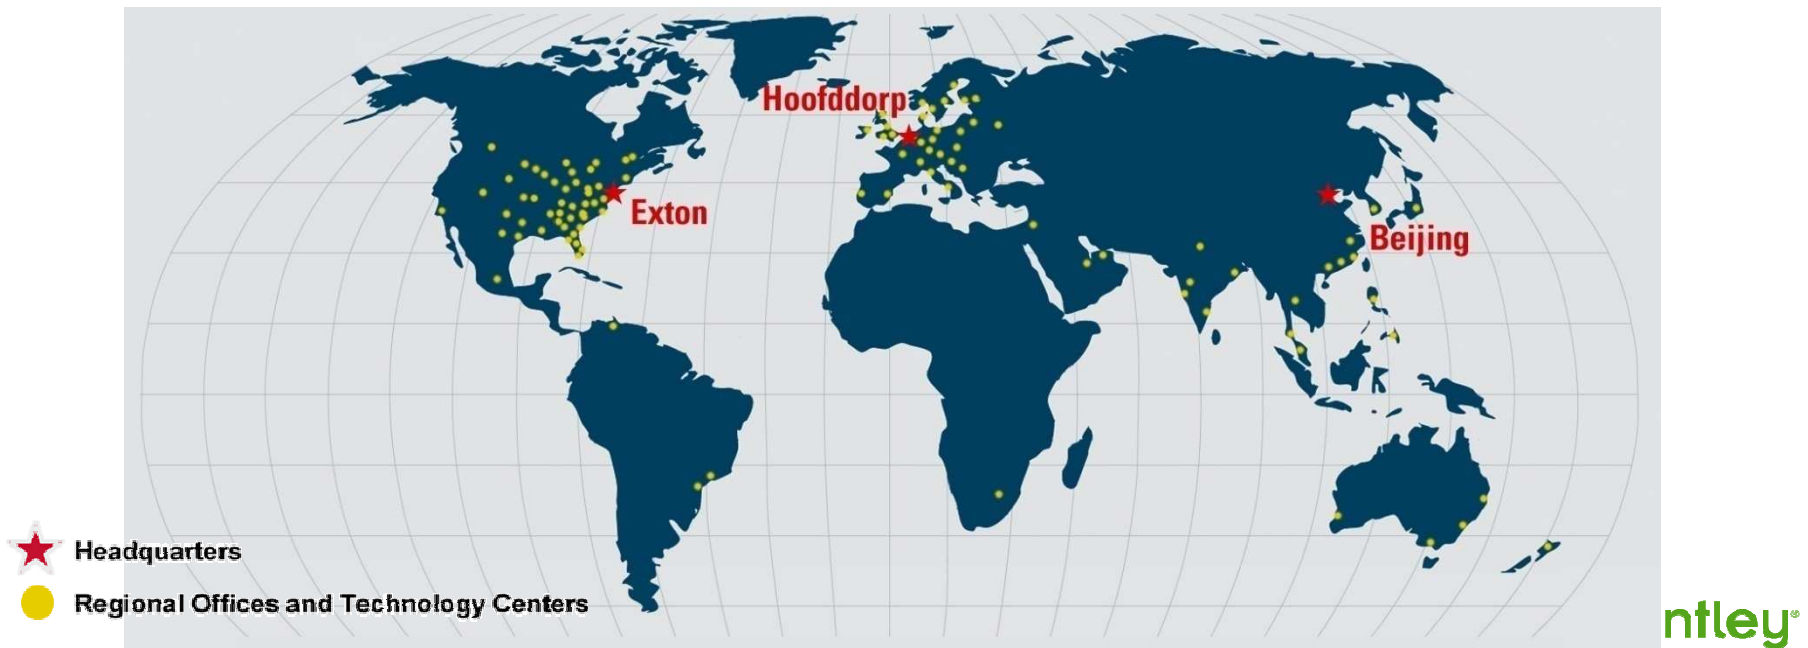 Hoofddorp
Exton
Beijing
Headquarters
Regional Offices and Technology Centers
ntley®